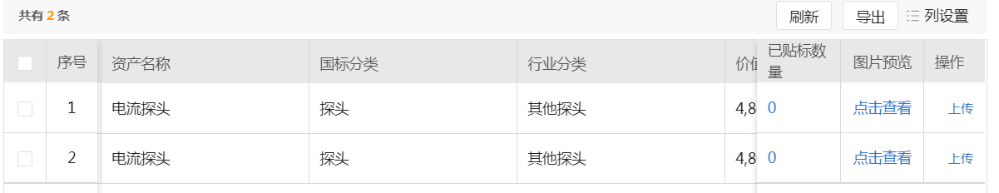 共有 2 条
刷新 导出 列设置
序号 资产名称 国标分类 行业分类 价值 已贴标数量 图片预览 操作
1 电流探头 探头 其他探头 4,8 0 点击查看 上传
2 电流探头 探头 其他探头 4,8 0 点击查看 上传